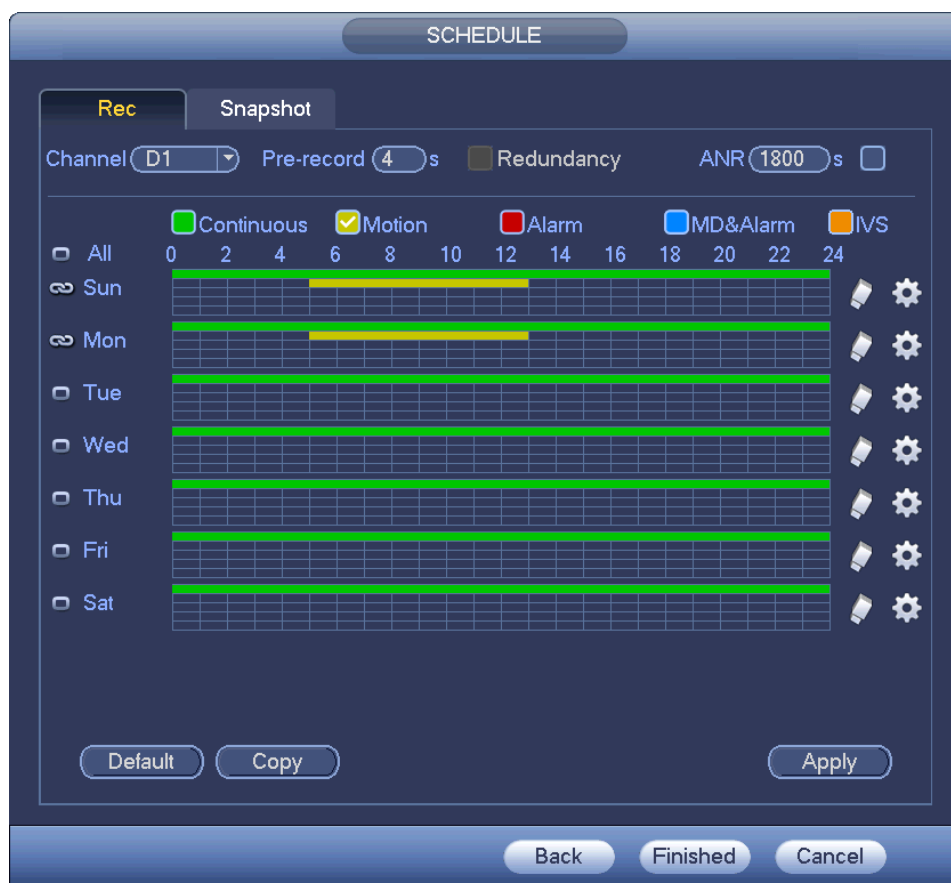 SCHEDULE
Rec Snapshot
Channel D1 Pre-record 4 s Redundancy ANR 1800 s
Continuous Motion Alarm MD&Alarm IVS
All 0 2 4 6 8 10 12 14 16 18 20 22 24
Sun
Mon
Tue
Wed
Thu
Fri
Sat
Default Copy Apply
Back Finished Cancel